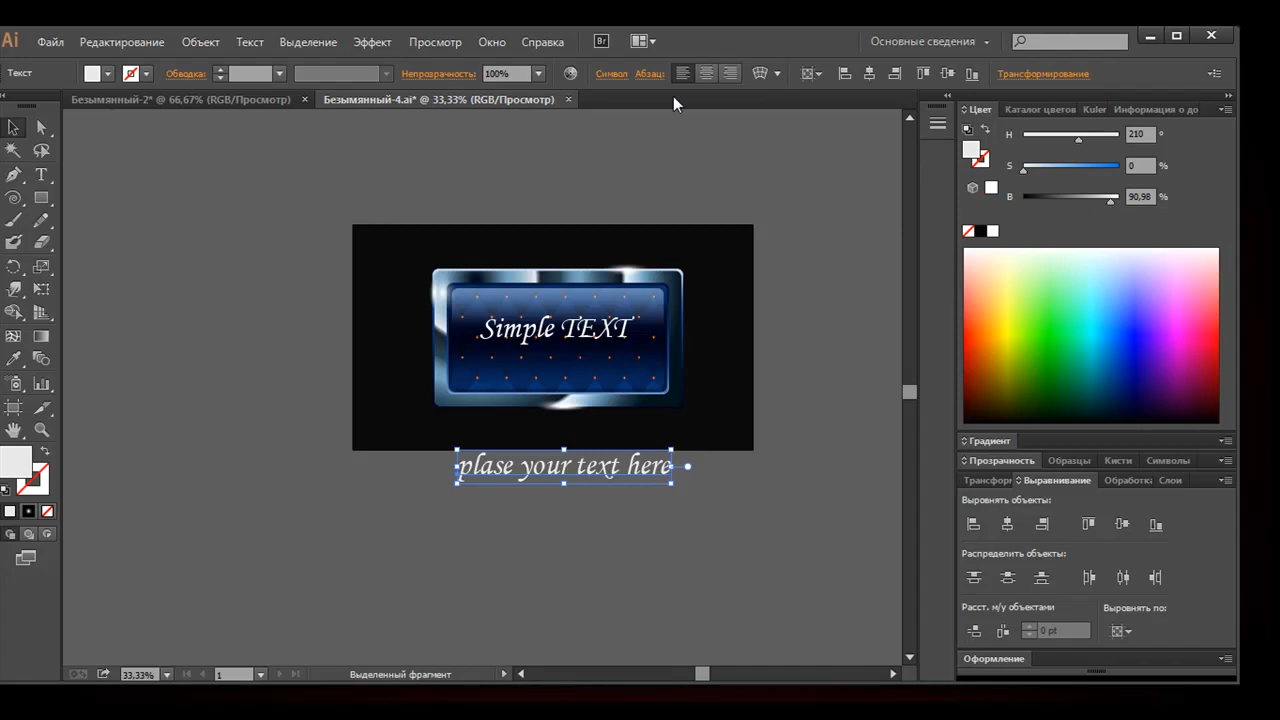 Ai Файл Редактирование Объект Текст Выделение Эффект Просмотр Окно Справка Br Основные сведения
Текст Обводка: Непрозрачность: 100% Символ Абзац: Трансформирование
Безымянный-2* @ 66,67% (RGB/Просмотр) × Безымянный-4.ai* @ 33,33% (RGB/Просмотр) ×
Цвет Каталог цветов Kuler Информация о до
H 210 °
S 0 %
B 90,98 %
Simple TEXT
plase your text here
Градиент
Прозрачность Образцы Кисти Символы
Трансфор Выравнивание Обработка Слои
Выровнять объекты:
Распределить объекты:
Расст. м/у объектами Выровнять по:
0 pt
Оформление
33,33% 1 Выделенный фрагмент